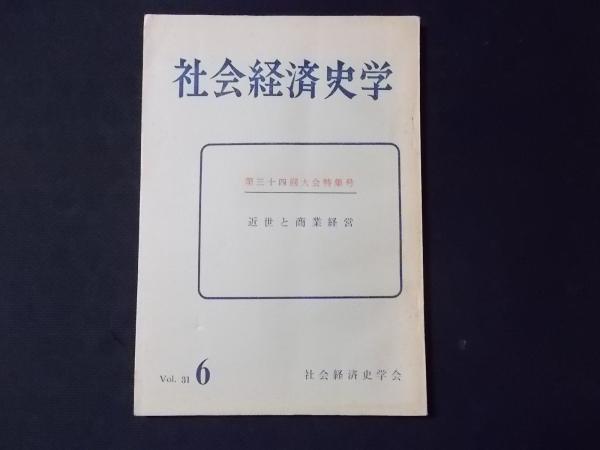 社会経済史学
第三十四回大会特集号
近世と商業経営
Vol. 31 6
社会経済史学会